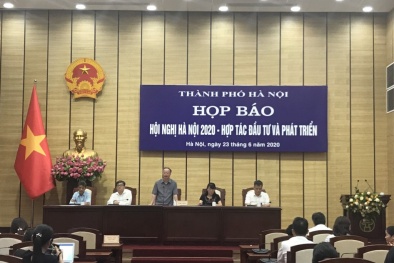 THÀNH PHỐ HÀ NỘI
HỌP BÁO
HỘI NGHỊ HÀ NỘI 2020 - HỢP TÁC ĐẦU TƯ VÀ PHÁT TRIỂN
Hà Nội, ngày 23 tháng 6 năm 2020